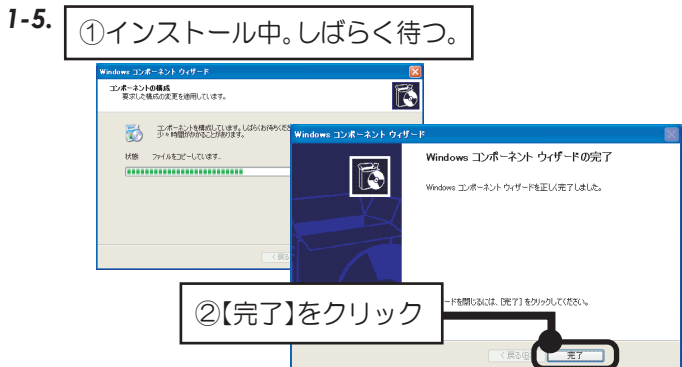 1-5.
①インストール中。しばらく待つ。
Windows コンポーネント ウィザード
コンポーネントの構成
要求した構成の変更を適用しています。
コンポーネントを構成しています。しばらくお待ちくださ
少々時間がかかることがあります。
状態 ファイルをコピーしています...
< 戻る
Windows コンポーネント ウィザード
Windows コンポーネント ウィザードの完了
Windows コンポーネント ウィザードを正しく完了しました。
ードを閉じるには、[完了] をクリックしてください。
②【完了】をクリック
< 戻る(B)
完了